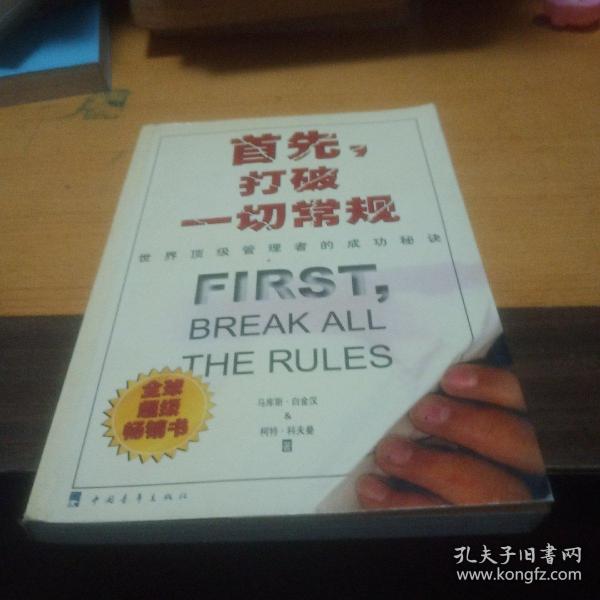 首先,
打破
一切常规
世界顶级管理者的成功秘诀
FIRST,
BREAK ALL
THE RULES
全球
超级
畅销书
马库斯·白金汉
&
柯特·科夫曼
著
中国青年出版社
孔夫子旧书网
www.kongfz.com